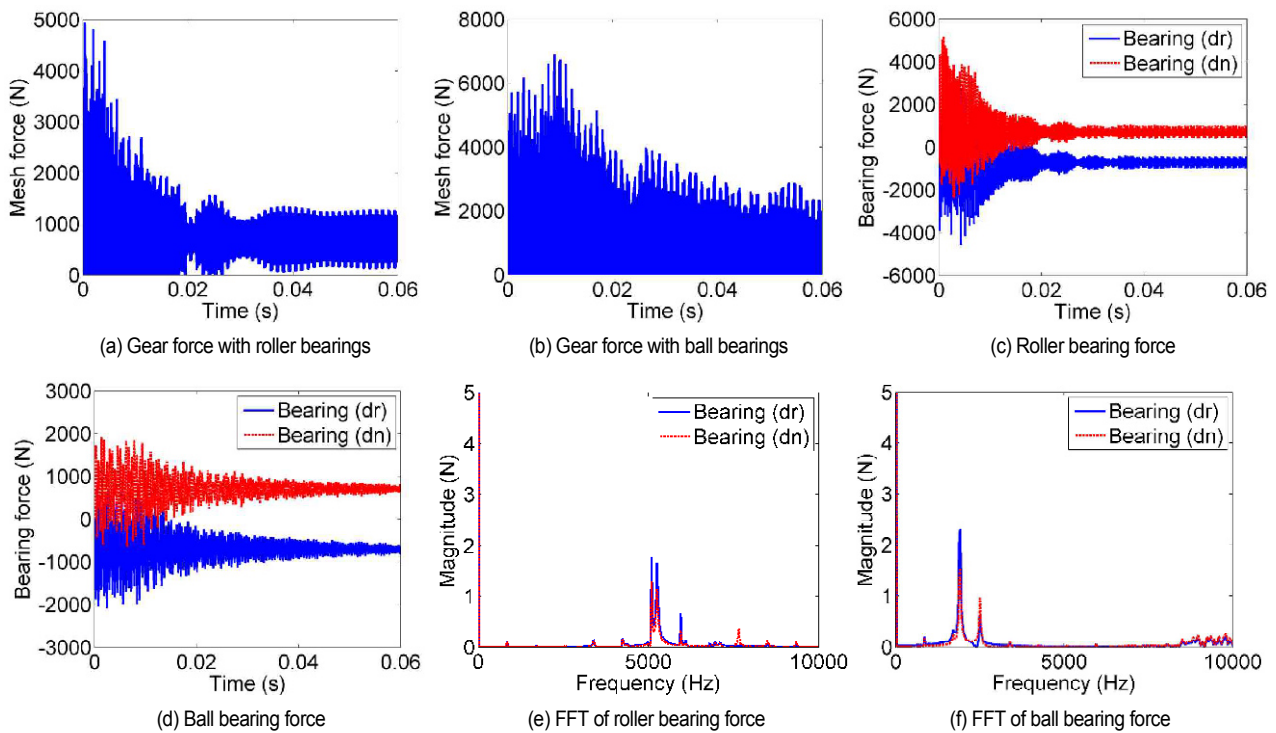 5000
4000
3000
2000
1000
0
Mesh force (N)
0 0.02 0.04 0.06
Time (s)
(a) Gear force with roller bearings
8000
6000
4000
2000
0
Mesh force (N)
0 0.02 0.04 0.06
Time (s)
(b) Gear force with ball bearings
6000
4000
2000
0
-2000
-4000
-6000
Bearing force (N)
Bearing (dr)
Bearing (dn)
0 0.02 0.04 0.06
Time (s)
(c) Roller bearing force
3000
2000
1000
0
-1000
-2000
-3000
Bearing force (N)
Bearing (dr)
Bearing (dn)
0 0.02 0.04 0.06
Time (s)
(d) Ball bearing force
5
4
3
2
1
0
Magnitude (N)
Bearing (dr)
Bearing (dn)
0 5000 10000
Frequency (Hz)
(e) FFT of roller bearing force
5
4
3
2
1
0
Magnitude (N)
Bearing (dr)
Bearing (dn)
0 5000 10000
Frequency (Hz)
(f) FFT of ball bearing force